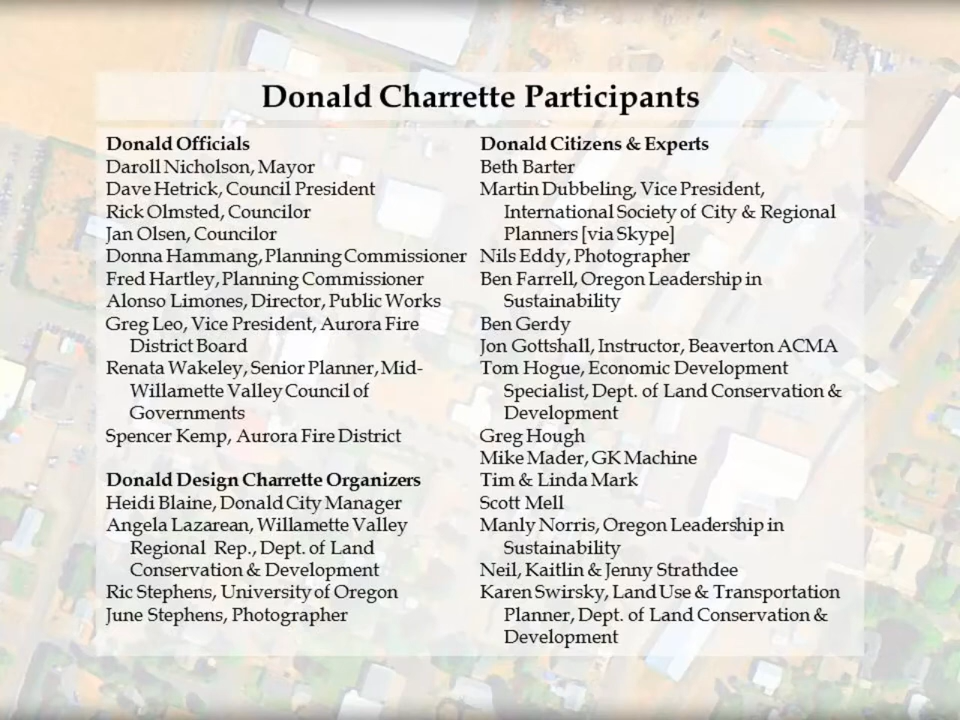 Donald Charrette Participants
Donald Officials
Daroll Nicholson, Mayor
Dave Hetrick, Council President
Rick Olmsted, Councilor
Jan Olsen, Councilor
Donna Hammang, Planning Commissioner
Fred Hartley, Planning Commissioner
Alonso Limones, Director, Public Works
Greg Leo, Vice President, Aurora Fire
District Board
Renata Wakeley, Senior Planner, Mid-
Willamette Valley Council of
Governments
Spencer Kemp, Aurora Fire District
Donald Design Charrette Organizers
Heidi Blaine, Donald City Manager
Angela Lazarean, Willamette Valley
Regional Rep., Dept. of Land
Conservation & Development
Ric Stephens, University of Oregon
June Stephens, Photographer
Donald Citizens & Experts
Beth Barter
Martin Dubbeling, Vice President,
International Society of City & Regional
Planners [via Skype]
Nils Eddy, Photographer
Ben Farrell, Oregon Leadership in
Sustainability
Ben Gerdy
Jon Gottshall, Instructor, Beaverton ACMA
Tom Hogue, Economic Development
Specialist, Dept. of Land Conservation &
Development
Greg Hough
Mike Mader, GK Machine
Tim & Linda Mark
Scott Mell
Manly Norris, Oregon Leadership in
Sustainability
Neil, Kaitlin & Jenny Strathdee
Karen Swirsky, Land Use & Transportation
Planner, Dept. of Land Conservation &
Development